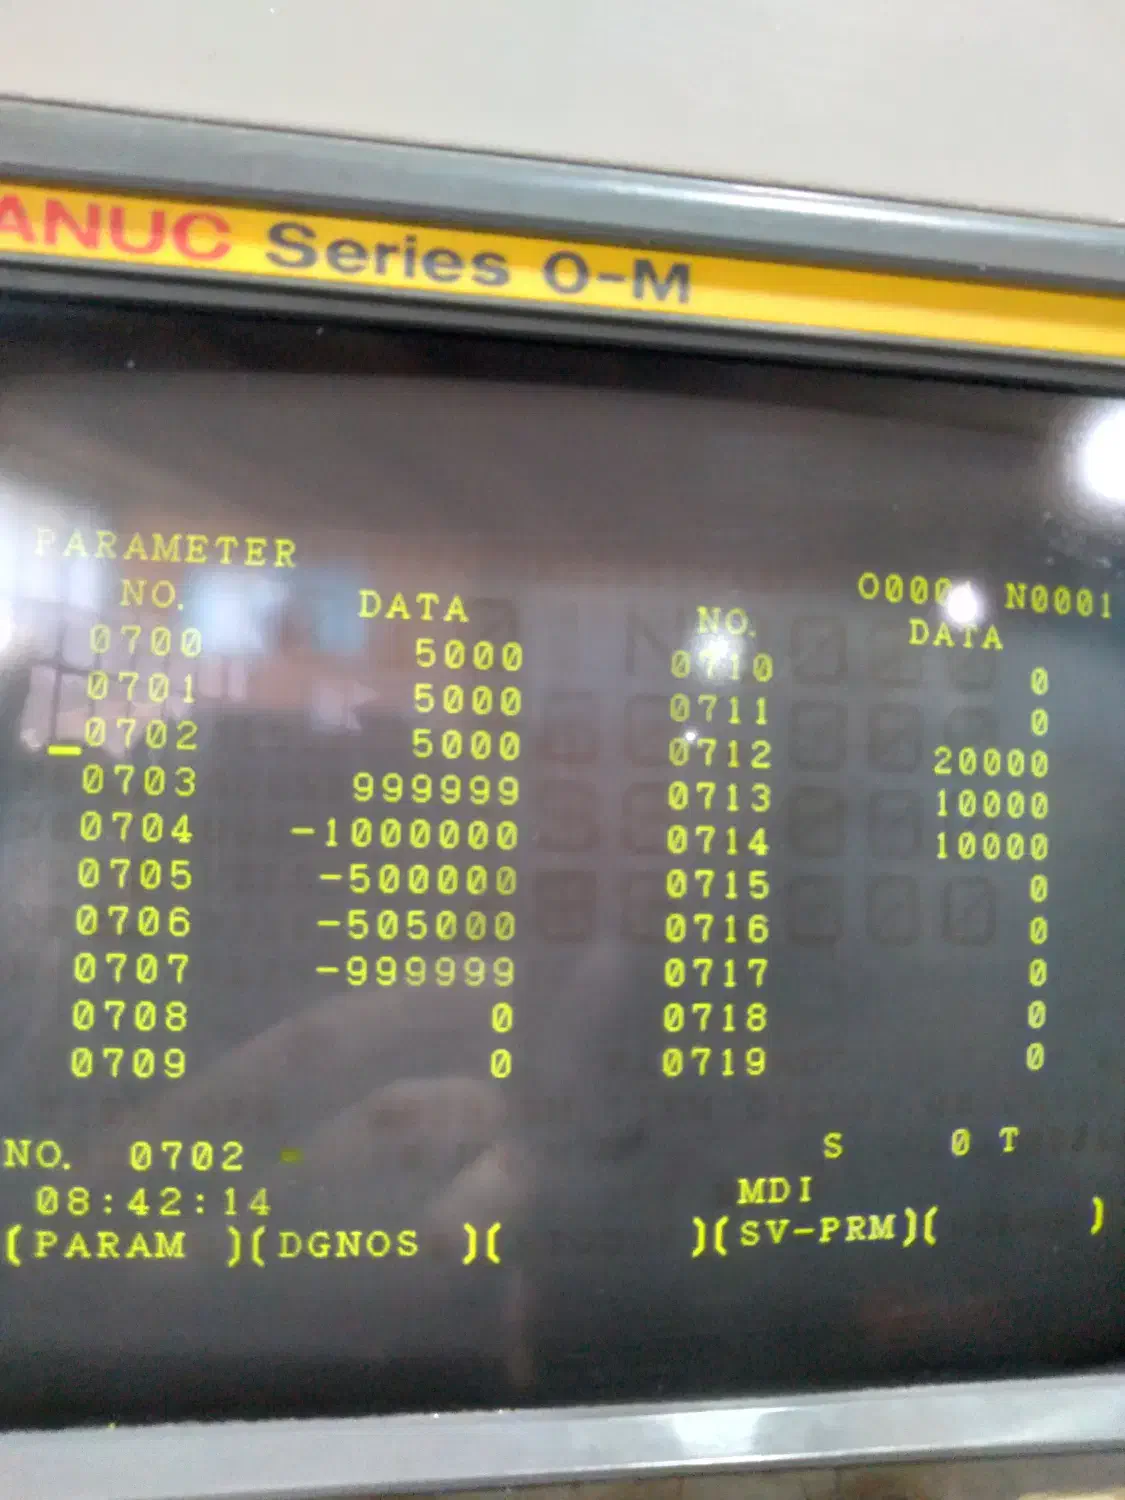 ANUC Series O-M
PARAMETER
O000 N0001
NO. DATA NO. DATA
0700 5000 0710 0
0701 5000 0711 0
_0702 5000 0712 20000
0703 999999 0713 10000
0704 -1000000 0714 10000
0705 -500000 0715 0
0706 -505000 0716 0
0707 -999999 0717 0
0708 0 0718 0
0709 0 0719 0
NO. 0702 =
S 0 T
08:42:14 MDI
(PARAM )(DGNOS )( )(SV-PRM)( )